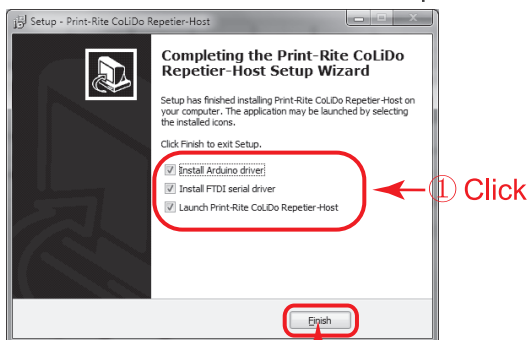 Setup - Print-Rite CoLiDo Repetier-Host
Completing the Print-Rite CoLiDo
Repetier-Host Setup Wizard
Setup has finished installing Print-Rite CoLiDo Repetier-Host on
your computer. The application may be launched by selecting
the installed icons.
Click Finish to exit Setup.
Install Arduino driver
Install FTDI serial driver
Launch Print-Rite CoLiDo Repetier-Host
① Click
Finish